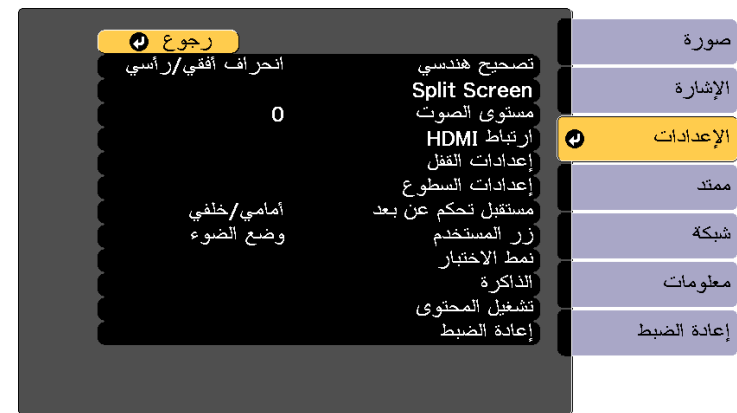 صورة
الإشارة
الإعدادات
ممتد
شبكة
معلومات
إعادة الضبط
رجوع
تصحيح هندسي انحراف أفقي/رأسي
Split Screen
مستوى الصوت 0
ارتباط HDMI
إعدادات القفل
إعدادات السطوع
مستقبل تحكم عن بعد أمامي/خلفي
زر المستخدم وضع الضوء
نمط الاختبار
الذاكرة
تشغيل المحتوى
إعادة الضبط